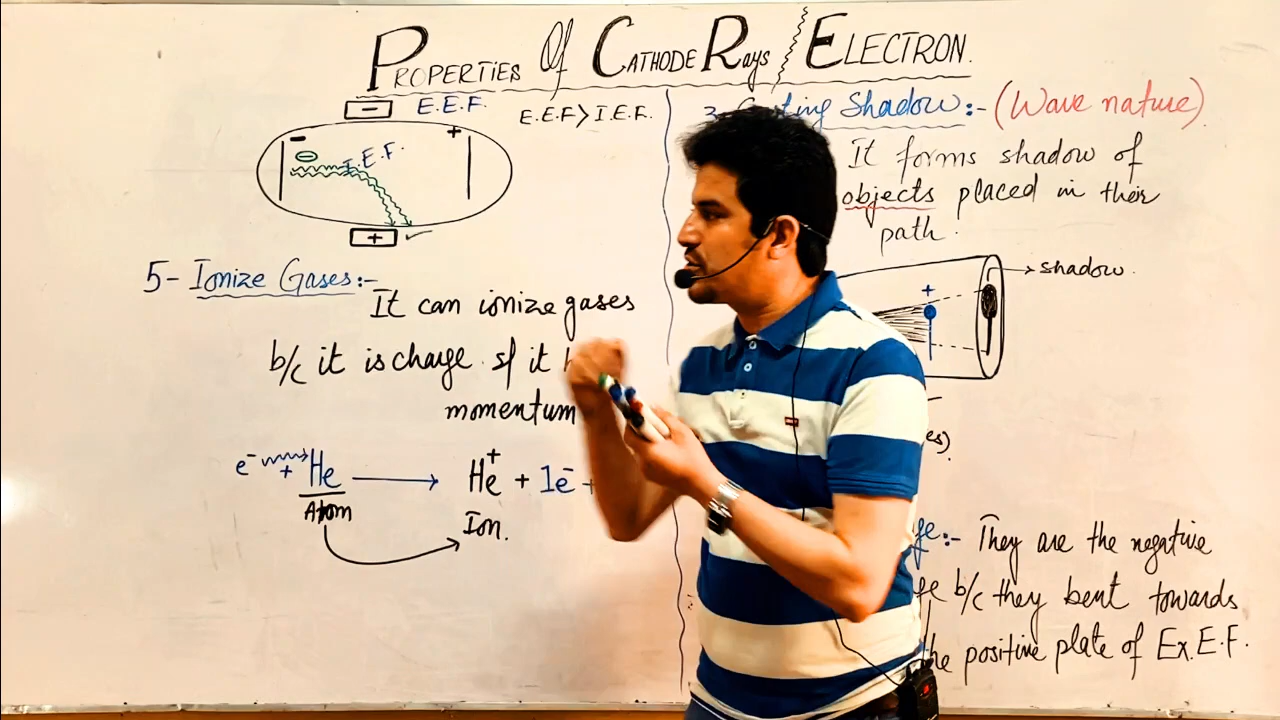 PROPERTIES Of CATHODE Rays / ELECTRON.
E.E.F.
E.E.F > I.E.F.
-
- +
I.E.F.
+
5- Ionize Gases:-
It can ionize gases
b/c it is charge. sf it
momentum
e⁻ + He → He⁺ + 1e⁻ +
Atom
Ion.
Shadow:- (Wave nature).
It forms shadow of
objects placed in their
path.
shadow.
+
es)
:- They are the negative
b/c they bent towards
the positive plate of Ex.E.F.